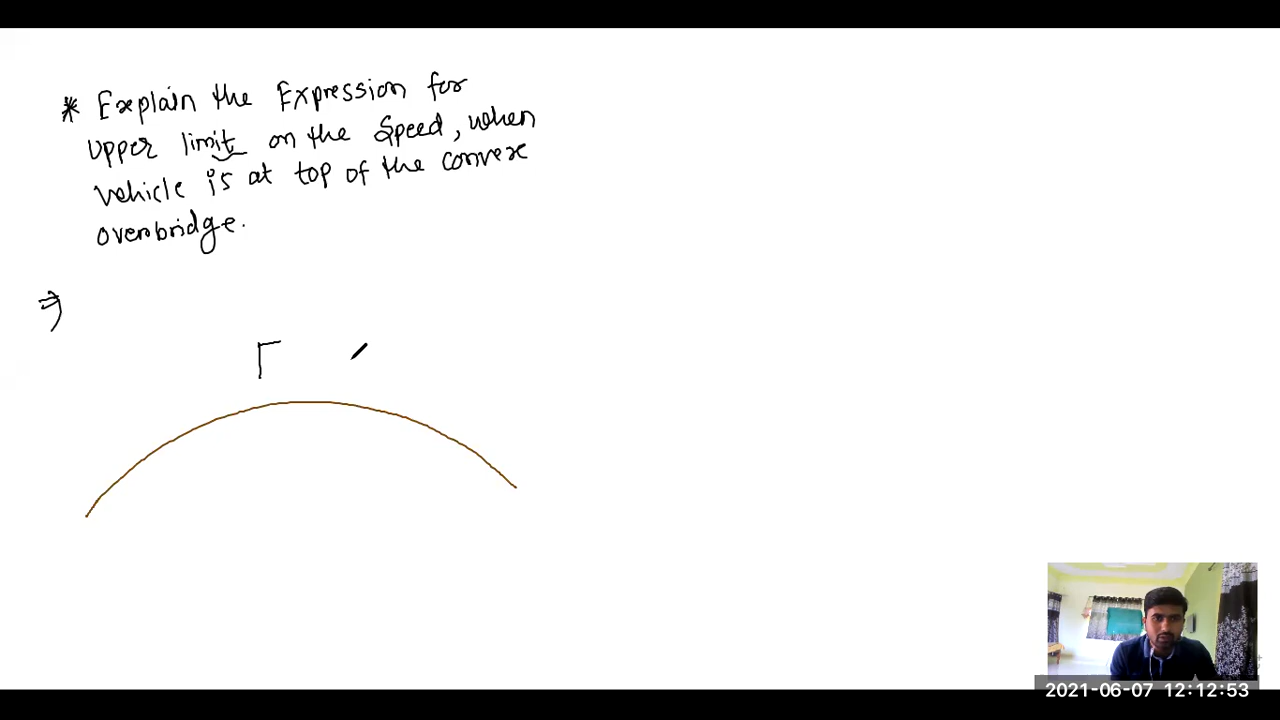 * Explain the Expression for
Upper limit on the Speed, when
vehicle is at top of the convex
overbridge.
⇒
2021-06-07 12:12:53